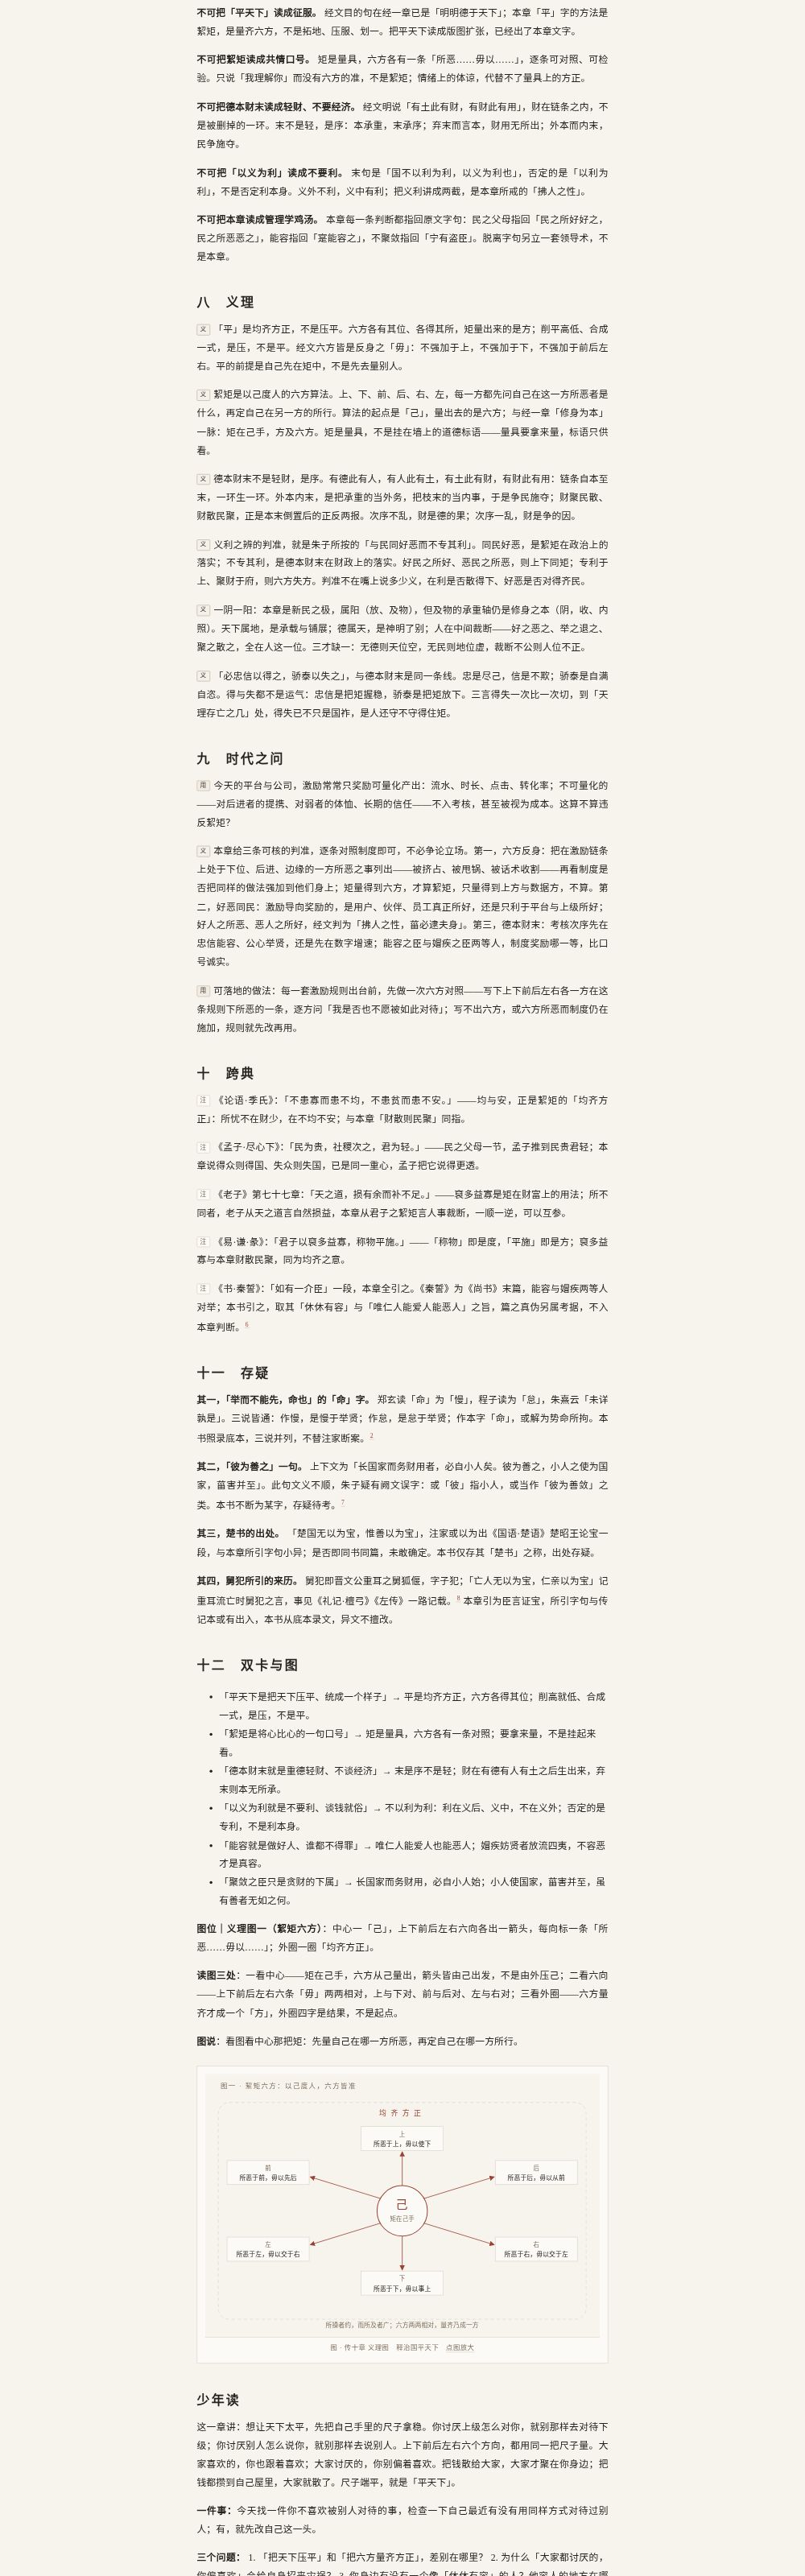 不可把「平天下」读成征服。 经文目的句在经一章已是「明明德于天下」；本章「平」字的方法是
絜矩，是量齐六方，不是拓地、压服、划一。把平天下读成版图扩张，已经出了本章文字。
不可把絜矩读成共情口号。 矩是量具，六方各有一条「所恶……毋以……」，逐条可对照、可检
验。只说「我理解你」而没有六方的准，不是絜矩；情绪上的体谅，代替不了量具上的方正。
不可把德本财末读成轻财、不要经济。 经文明说「有土此有财，有财此有用」，财在链条之内，不
是被删掉的一环。末不是轻，是序：本承重，末承序；弃末而言本，财用无所出；外本而内末，
民争施夺。
不可把「以义为利」读成不要利。 末句是「国不以利为利，以义为利也」，否定的是「以利为
利」，不是否定利本身。义外不利，义中有利；把义利讲成两截，是本章所戒的「拂人之性」。
不可把本章读成管理学鸡汤。 本章每一条判断都指回原文字句：民之父母指回「民之所好好之，
民之所恶恶之」，能容指回「寔能容之」，不聚敛指回「宁有盗臣」。脱离字句另立一套领导术，不
是本章。
八 义理
义 「平」是均齐方正，不是压平。六方各有其位、各得其所，矩量出来的是方；削平高低、合成
一式，是压，不是平。经文六方皆是反身之「毋」：不强加于上，不强加于下，不强加于前后左
右。平的前提是自己先在矩中，不是先去量别人。
义 絜矩是以己度人的六方算法。上、下、前、后、右、左，每一方都先问自己在这一方所恶者是
什么，再定自己在另一方的所行。算法的起点是「己」，量出去的是六方；与经一章「修身为本」
一脉：矩在己手，方及六方。矩是量具，不是挂在墙上的道德标语——量具要拿来量，标语只供
看。
义 德本财末不是轻财，是序。有德此有人，有人此有土，有土此有财，有财此有用：链条自本至
末，一环生一环。外本内末，是把承重的当外务，把枝末的当内事，于是争民施夺；财聚民散、
财散民聚，正是本末倒置后的正反两报。次序不乱，财是德的果；次序一乱，财是争的因。
义 义利之辨的判准，就是朱子所按的「与民同好恶而不专其利」。同民好恶，是絜矩在政治上的
落实；不专其利，是德本财末在财政上的落实。好民之所好、恶民之所恶，则上下同矩；专利于
上、聚财于府，则六方失方。判准不在嘴上说多少义，在利是否散得下、好恶是否对得齐民。
义 一阴一阳：本章是新民之极，属阳（放、及物），但及物的承重轴仍是修身之本（阴，收、内
照）。天下属地，是承载与铺展；德属天，是神明了别；人在中间裁断——好之恶之、举之退之、
聚之散之，全在人这一位。三才缺一：无德则天位空，无民则地位虚，裁断不公则人位不正。
义 「必忠信以得之，骄泰以失之」，与德本财末是同一条线。忠是尽己，信是不欺；骄泰是自满
自恣。得与失都不是运气：忠信是把矩握稳，骄泰是把矩放下。三言得失一次比一次切，到「天
理存亡之几」处，得失已不只是国祚，是人还守不守得住矩。
九 时代之问
用 今天的平台与公司，激励常常只奖励可量化产出：流水、时长、点击、转化率；不可量化的
——对后进者的提携、对弱者的体恤、长期的信任——不入考核，甚至被视为成本。这算不算违
反絜矩？
义 本章给三条可核的判准，逐条对照制度即可，不必争论立场。第一，六方反身：把在激励链条
上处于下位、后进、边缘的一方所恶之事列出——被挤占、被甩锅、被话术收割——再看制度是
否把同样的做法强加到他们身上；矩量得到六方，才算絜矩，只量得到上方与数据方，不算。第
二，好恶同民：激励导向奖励的，是用户、伙伴、员工真正所好，还是只利于平台与上级所好；
好人之所恶、恶人之所好，经文判为「拂人之性，菑必逮夫身」。第三，德本财末：考核次序先在
忠信能容、公心举贤，还是先在数字增速；能容之臣与媢疾之臣两等人，制度奖励哪一等，比口
号诚实。
用 可落地的做法：每一套激励规则出台前，先做一次六方对照——写下上下前后左右各一方在这
条规则下所恶的一条，逐方问「我是否也不愿被如此对待」；写不出六方，或六方所恶而制度仍在
施加，规则就先改再用。
十 跨典
注 《论语·季氏》：「不患寡而患不均，不患贫而患不安。」——均与安，正是絜矩的「均齐方
正」：所忧不在财少，在不均不安；与本章「财散则民聚」同指。
注 《孟子·尽心下》：「民为贵，社稷次之，君为轻。」——民之父母一节，孟子推到民贵君轻；本
章说得众则得国、失众则失国，已是同一重心，孟子把它说得更透。
注 《老子》第七十七章：「天之道，损有余而补不足。」——裒多益寡是矩在财富上的用法；所不
同者，老子从天之道言自然损益，本章从君子之絜矩言人事裁断，一顺一逆，可以互参。
注 《易·谦·象》：「君子以裒多益寡，称物平施。」——「称物」即是度，「平施」即是方；裒多益
寡与本章财散民聚，同为均齐之意。
注 《书·秦誓》：「如有一介臣」一段，本章全引之。《秦誓》为《尚书》末篇，能容与媢疾两等人
对举；本书引之，取其「休休有容」与「唯仁人能爱人能恶人」之旨，篇之真伪另属考据，不入
本章判断。6
十一 存疑
其一，「举而不能先，命也」的「命」字。 郑玄读「命」为「慢」，程子读为「怠」，朱熹云「未详
孰是」。三说皆通：作慢，是慢于举贤；作怠，是怠于举贤；作本字「命」，或解为势命所拘。本
书照录底本，三说并列，不替注家断案。2
其二，「彼为善之」一句。 上下文为「长国家而务财用者，必自小人矣。彼为善之，小人之使为国
家，菑害并至」。此句文义不顺，朱子疑有阙文误字：或「彼」指小人，或当作「彼为善敛」之
类。本书不断为某字，存疑待考。7
其三，楚书的出处。 「楚国无以为宝，惟善以为宝」，注家或以为出《国语·楚语》楚昭王论宝一
段，与本章所引字句小异；是否即同书同篇，未敢确定。本书仅存其「楚书」之称，出处存疑。
其四，舅犯所引的来历。 舅犯即晋文公重耳之舅狐偃，字子犯；「亡人无以为宝，仁亲以为宝」记
重耳流亡时舅犯之言，事见《礼记·檀弓》《左传》一路记载。8 本章引为臣言证宝，所引字句与传
记本或有出入，本书从底本录文，异文不擅改。
十二 双卡与图
• 「平天下是把天下压平、统成一个样子」→ 平是均齐方正，六方各得其位；削高就低、合成
一式，是压，不是平。
• 「絜矩是将心比心的一句口号」→ 矩是量具，六方各有一条对照；要拿来量，不是挂起来
看。
• 「德本财末就是重德轻财、不谈经济」→ 末是序不是轻；财在有德有人有土之后生出来，弃
末则本无所承。
• 「以义为利就是不要利、谈钱就俗」→ 不以利为利：利在义后、义中，不在义外；否定的是
专利，不是利本身。
• 「能容就是做好人、谁都不得罪」→ 唯仁人能爱人也能恶人；媢疾妨贤者放流四夷，不容恶
才是真容。
• 「聚敛之臣只是贪财的下属」→ 长国家而务财用，必自小人始；小人使国家，菑害并至，虽
有善者无如之何。
图位｜义理图一（絜矩六方）：中心一「己」，上下前后左右六向各出一箭头，每向标一条「所
恶……毋以……」；外圈一圈「均齐方正」。
读图三处：一看中心——矩在己手，六方从己量出，箭头皆由己出发，不是由外压己；二看六向
——上下前后左右六条「毋」两两相对，上与下对、前与后对、左与右对；三看外圈——六方量
齐才成一个「方」，外圈四字是结果，不是起点。
图说：看图看中心那把矩：先量自己在哪一方所恶，再定自己在哪一方所行。
图一 · 絜矩六方：以己度人，六方皆准
均齐方正
上
所恶于上，毋以使下
前
所恶于前，毋以先后
后
所恶于后，毋以从前
己
矩在己手
左
所恶于左，毋以交于右
右
所恶于右，毋以交于左
下
所恶于下，毋以事上
所操者约，而所及者广；六方两两相对，量齐乃成一方
图 · 传十章 义理图 释治国平天下 点图放大
少年读
这一章讲：想让天下太平，先把自己手里的尺子拿稳。你讨厌上级怎么对你，就别那样去对待下
级；你讨厌别人怎么说你，就别那样去说别人。上下前后左右六个方向，都用同一把尺子量。大
家喜欢的，你也跟着喜欢；大家讨厌的，你别偏着喜欢。把钱散给大家，大家才聚在你身边；把
钱都攒到自己屋里，大家就散了。尺子端平，就是「平天下」。
一件事：今天找一件你不喜欢被别人对待的事，检查一下自己最近有没有用同样方式对待过别
人；有，就先改自己这一头。
三个问题： 1. 「把天下压平」和「把六方量齐方正」，差别在哪里？ 2. 为什么「大家都讨厌的，